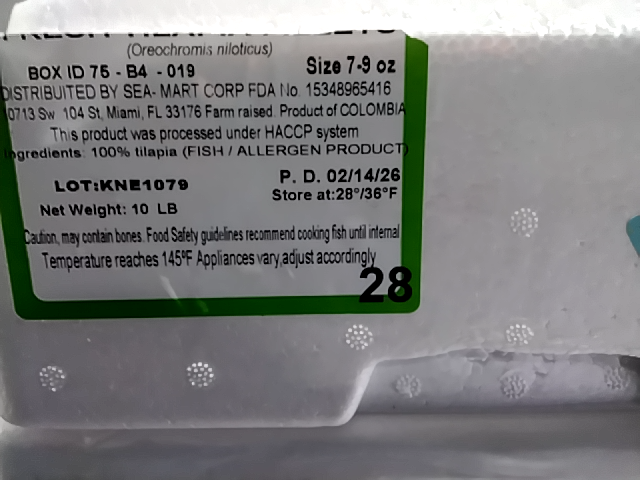 (Oreochromis niloticus)
BOX ID 75 - B4 - 019 Size 7-9 oz
DISTRIBUITED BY SEA- MART CORP FDA No. 15348965416
0713 Sw 104 St, Miami, FL 33176 Farm raised. Product of COLOMBIA
This product was processed under HACCP system
ngredients: 100% tilapia (FISH / ALLERGEN PRODUCT)
LOT:KNE1079 P. D. 02/14/26
Store at:28°/36°F
Net Weight: 10 LB
Caution, may contain bones. Food Safety guidelines recommend cooking fish until internal
Temperature reaches 145ºF Appliances vary,adjust accordingly
28